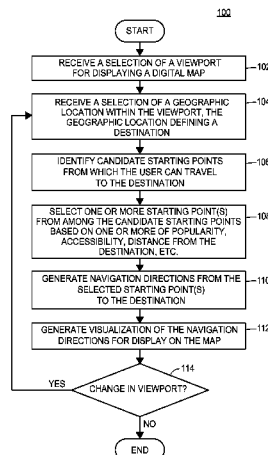 100
START
RECEIVE A SELECTION OF A VIEWPORT
FOR DISPLAYING A DIGITAL MAP
102
RECEIVE A SELECTION OF A GEOGRAPHIC
LOCATION WITHIN THE VIEWPORT, THE
GEOGRAPHIC LOCATION DEFINING A
DESTINATION
104
IDENTIFY CANDIDATE STARTING POINTS
FROM WHICH THE USER CAN TRAVEL
TO THE DESTINATION
106
SELECT ONE OR MORE STARTING POINT(S)
FROM AMONG THE CANDIDATE STARTING POINTS
BASED ON ONE OR MORE OF POPULARITY,
ACCESSIBILITY, DISTANCE FROM THE
DESTINATION, ETC.
108
GENERATE NAVIGATION DIRECTIONS FROM THE
SELECTED STARTING POINT(S)
TO THE DESTINATION
110
GENERATE VISUALIZATION OF THE NAVIGATION
DIRECTIONS FOR DISPLAY ON THE MAP
112
114
YES
CHANGE IN VIEWPORT?
NO
END